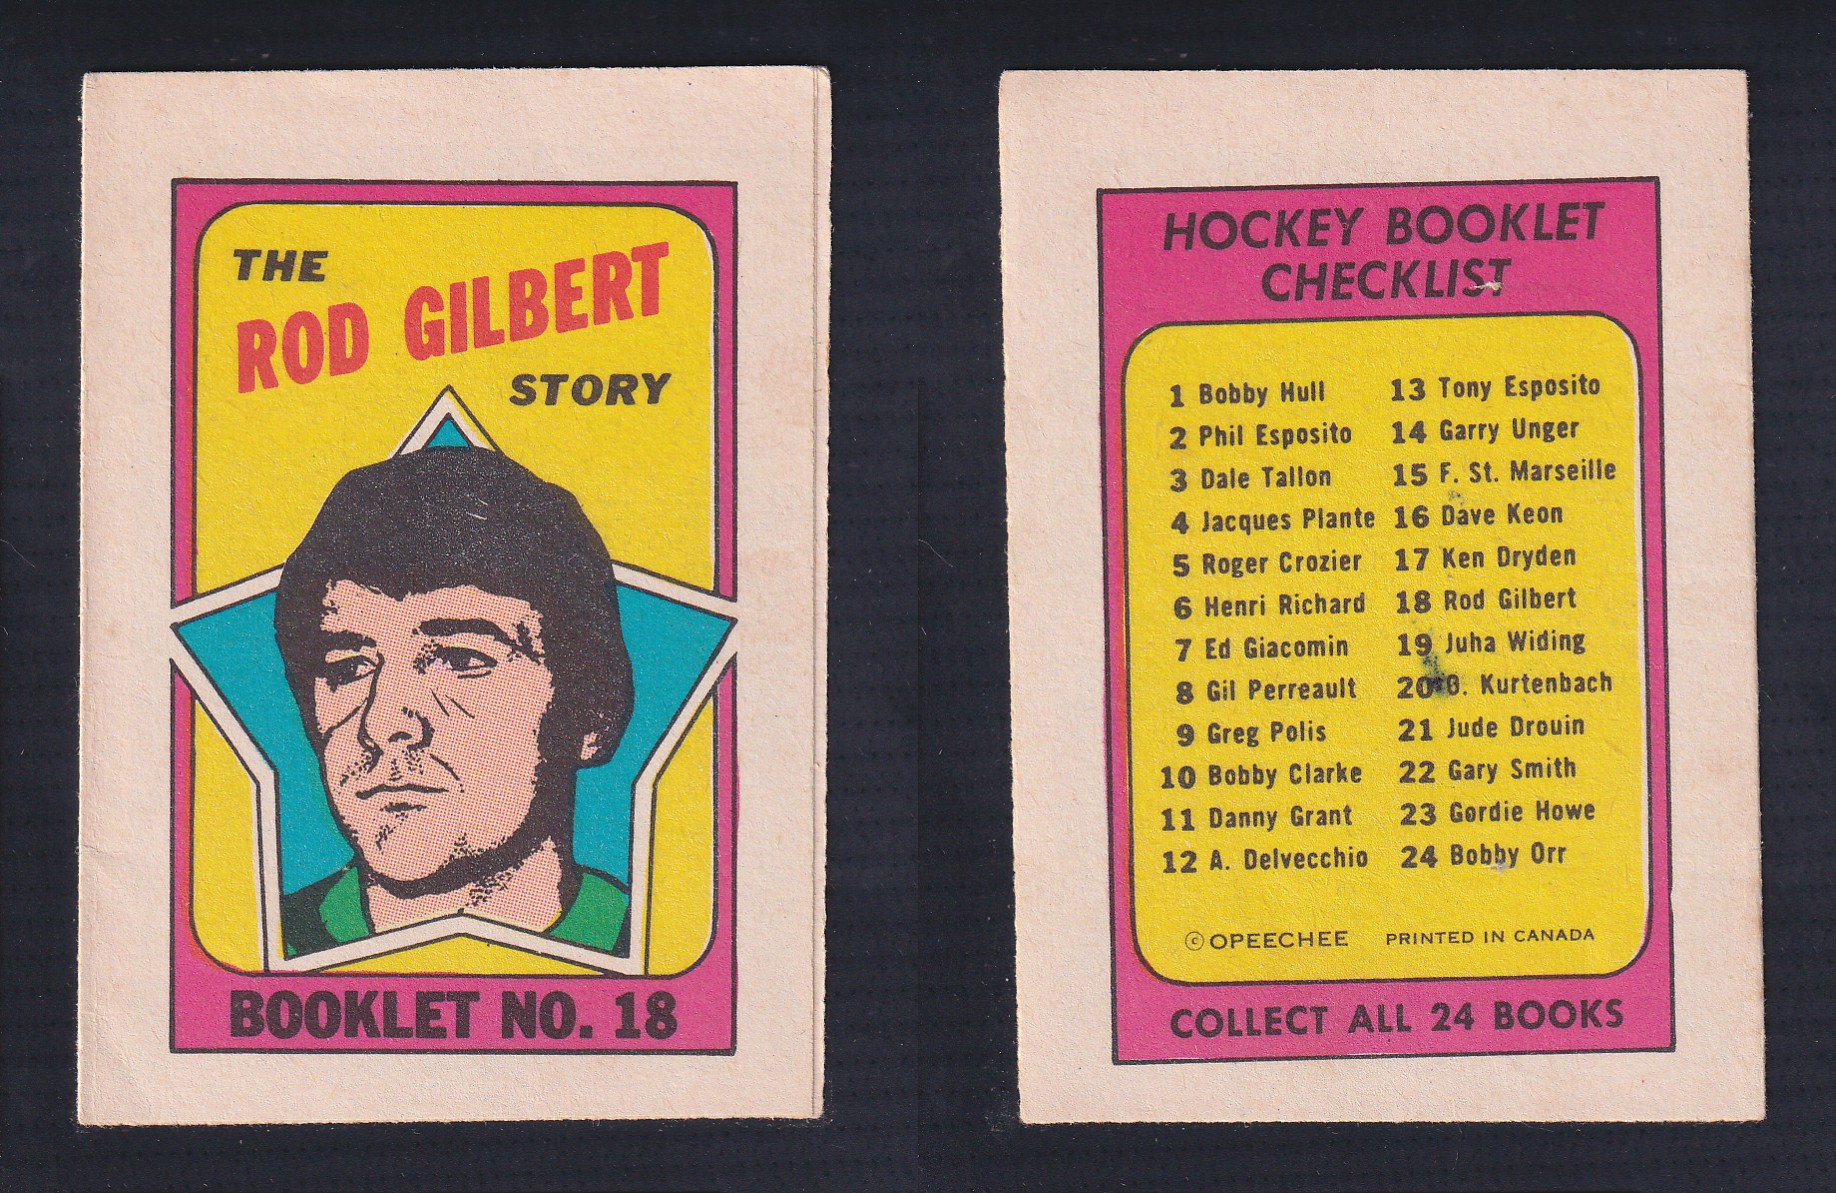 THE
ROD GILBERT
STORY
BOOKLET NO. 18
HOCKEY BOOKLET
CHECKLIST
1 Bobby Hull
2 Phil Esposito
3 Dale Tallon
4 Jacques Plante
5 Roger Crozier
6 Henri Richard
7 Ed Giacomin
8 Gil Perreault
9 Greg Polis
10 Bobby Clarke
11 Danny Grant
12 A. Delvecchio
13 Tony Esposito
14 Garry Unger
15 F. St. Marseille
16 Dave Keon
17 Ken Dryden
18 Rod Gilbert
19 Juha Widing
20 O. Kurtenbach
21 Jude Drouin
22 Gary Smith
23 Gordie Howe
24 Bobby Orr
© OPEECHEE PRINTED IN CANADA
COLLECT ALL 24 BOOKS